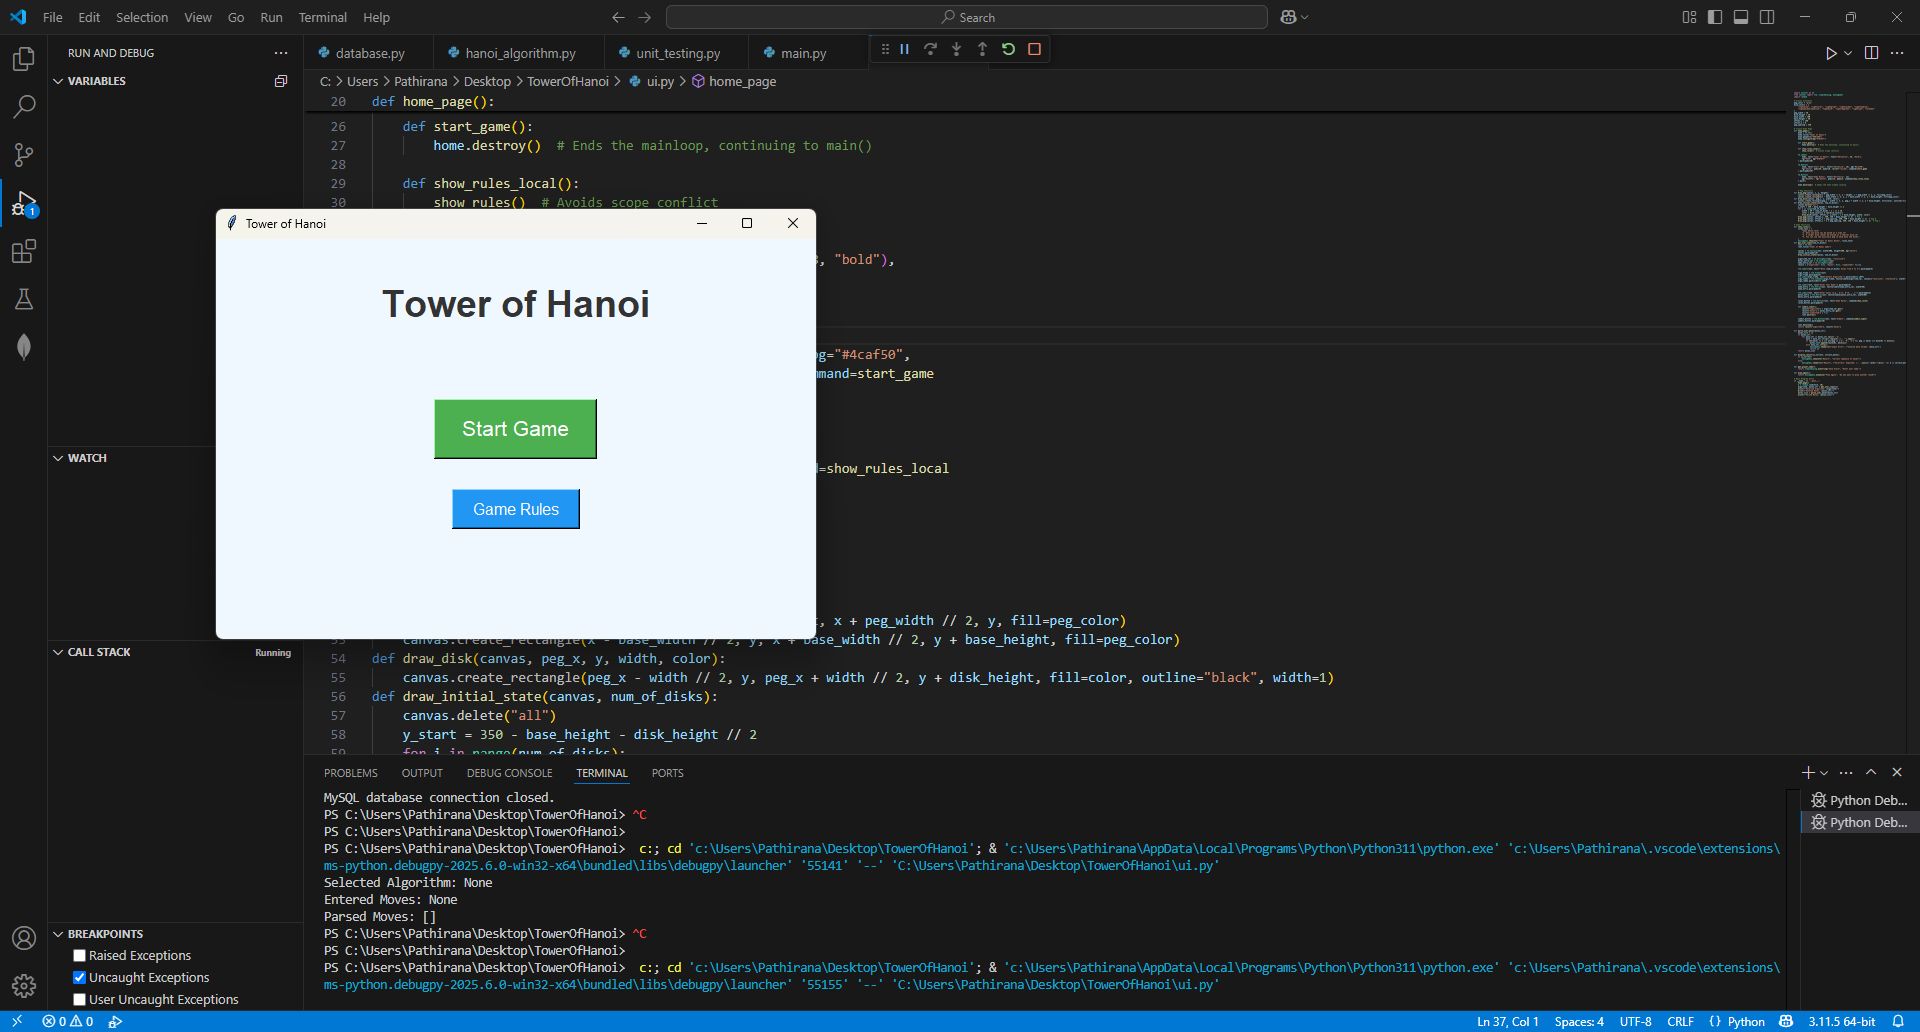 File Edit Selection View Go Run Terminal Help
Search
RUN AND DEBUG
database.py hanoi_algorithm.py unit_testing.py main.py
VARIABLES
C: > Users > Pathirana > Desktop > TowerOfHanoi > ui.py > home_page
20 def home_page():
26 def start_game():
27 home.destroy() # Ends the mainloop, continuing to main()
28
29 def show_rules_local():
30 show_rules() # Avoids scope conflict
Tower of Hanoi
, "bold"),
Tower of Hanoi
g="#4caf50",
mand=start_game
Start Game
WATCH
=show_rules_local
Game Rules
, x + peg_width // 2, y, fill=peg_color)
canvas.create_rectangle(x - base_width // 2, y, x + base_width // 2, y + base_height, fill=peg_color)
CALL STACK Running
54 def draw_disk(canvas, peg_x, y, width, color):
55 canvas.create_rectangle(peg_x - width // 2, y, peg_x + width // 2, y + disk_height, fill=color, outline="black", width=1)
56 def draw_initial_state(canvas, num_of_disks):
57 canvas.delete("all")
58 y_start = 350 - base_height - disk_height // 2
59 for i in range(num_of_disks):
PROBLEMS OUTPUT DEBUG CONSOLE TERMINAL PORTS
MySQL database connection closed.
PS C:\Users\Pathirana\Desktop\TowerOfHanoi> ^C
PS C:\Users\Pathirana\Desktop\TowerOfHanoi>
PS C:\Users\Pathirana\Desktop\TowerOfHanoi> c:; cd 'c:\Users\Pathirana\Desktop\TowerOfHanoi'; & 'c:\Users\Pathirana\AppData\Local\Programs\Python\Python311\python.exe' 'c:\Users\Pathirana\.vscode\extensions\
ms-python.debugpy-2025.6.0-win32-x64\bundled\libs\debugpy\launcher' '55141' '--' 'C:\Users\Pathirana\Desktop\TowerOfHanoi\ui.py'
Selected Algorithm: None
Entered Moves: None
Parsed Moves: []
PS C:\Users\Pathirana\Desktop\TowerOfHanoi> ^C
PS C:\Users\Pathirana\Desktop\TowerOfHanoi>
PS C:\Users\Pathirana\Desktop\TowerOfHanoi> c:; cd 'c:\Users\Pathirana\Desktop\TowerOfHanoi'; & 'c:\Users\Pathirana\AppData\Local\Programs\Python\Python311\python.exe' 'c:\Users\Pathirana\.vscode\extensions\
ms-python.debugpy-2025.6.0-win32-x64\bundled\libs\debugpy\launcher' '55155' '--' 'C:\Users\Pathirana\Desktop\TowerOfHanoi\ui.py'
Python Deb...
Python Deb...
BREAKPOINTS
Raised Exceptions
Uncaught Exceptions
User Uncaught Exceptions
1
0 0
Ln 37, Col 1 Spaces: 4 UTF-8 CRLF {} Python 3.11.5 64-bit